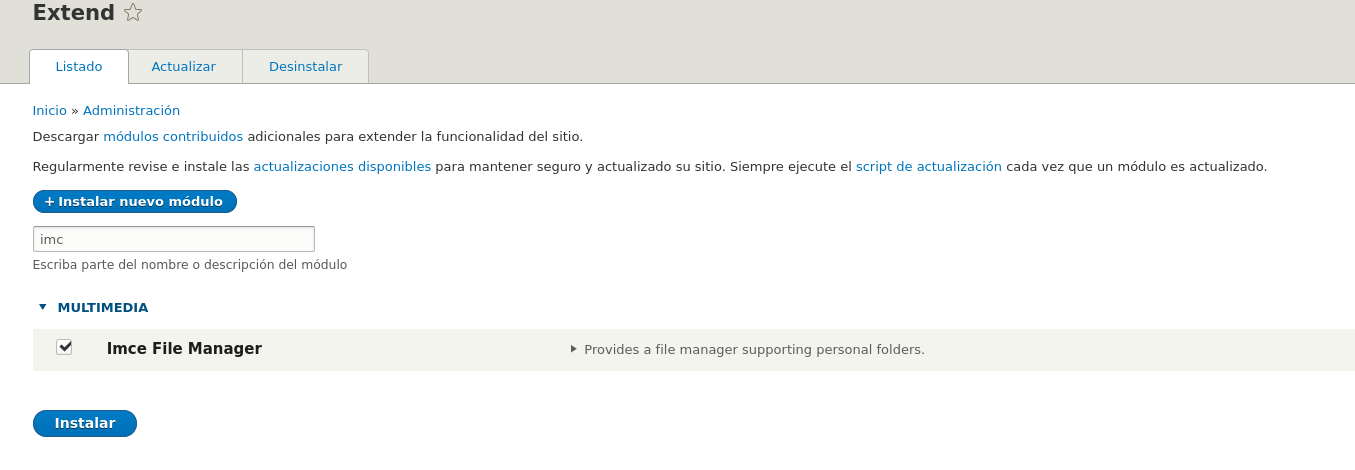 Extend
Listado Actualizar Desinstalar
Inicio » Administración
Descargar módulos contribuidos adicionales para extender la funcionalidad del sitio.
Regularmente revise e instale las actualizaciones disponibles para mantener seguro y actualizado su sitio. Siempre ejecute el script de actualización cada vez que un módulo es actualizado.
+ Instalar nuevo módulo
imc
Escriba parte del nombre o descripción del módulo
MULTIMEDIA
Imce File Manager Provides a file manager supporting personal folders.
Instalar